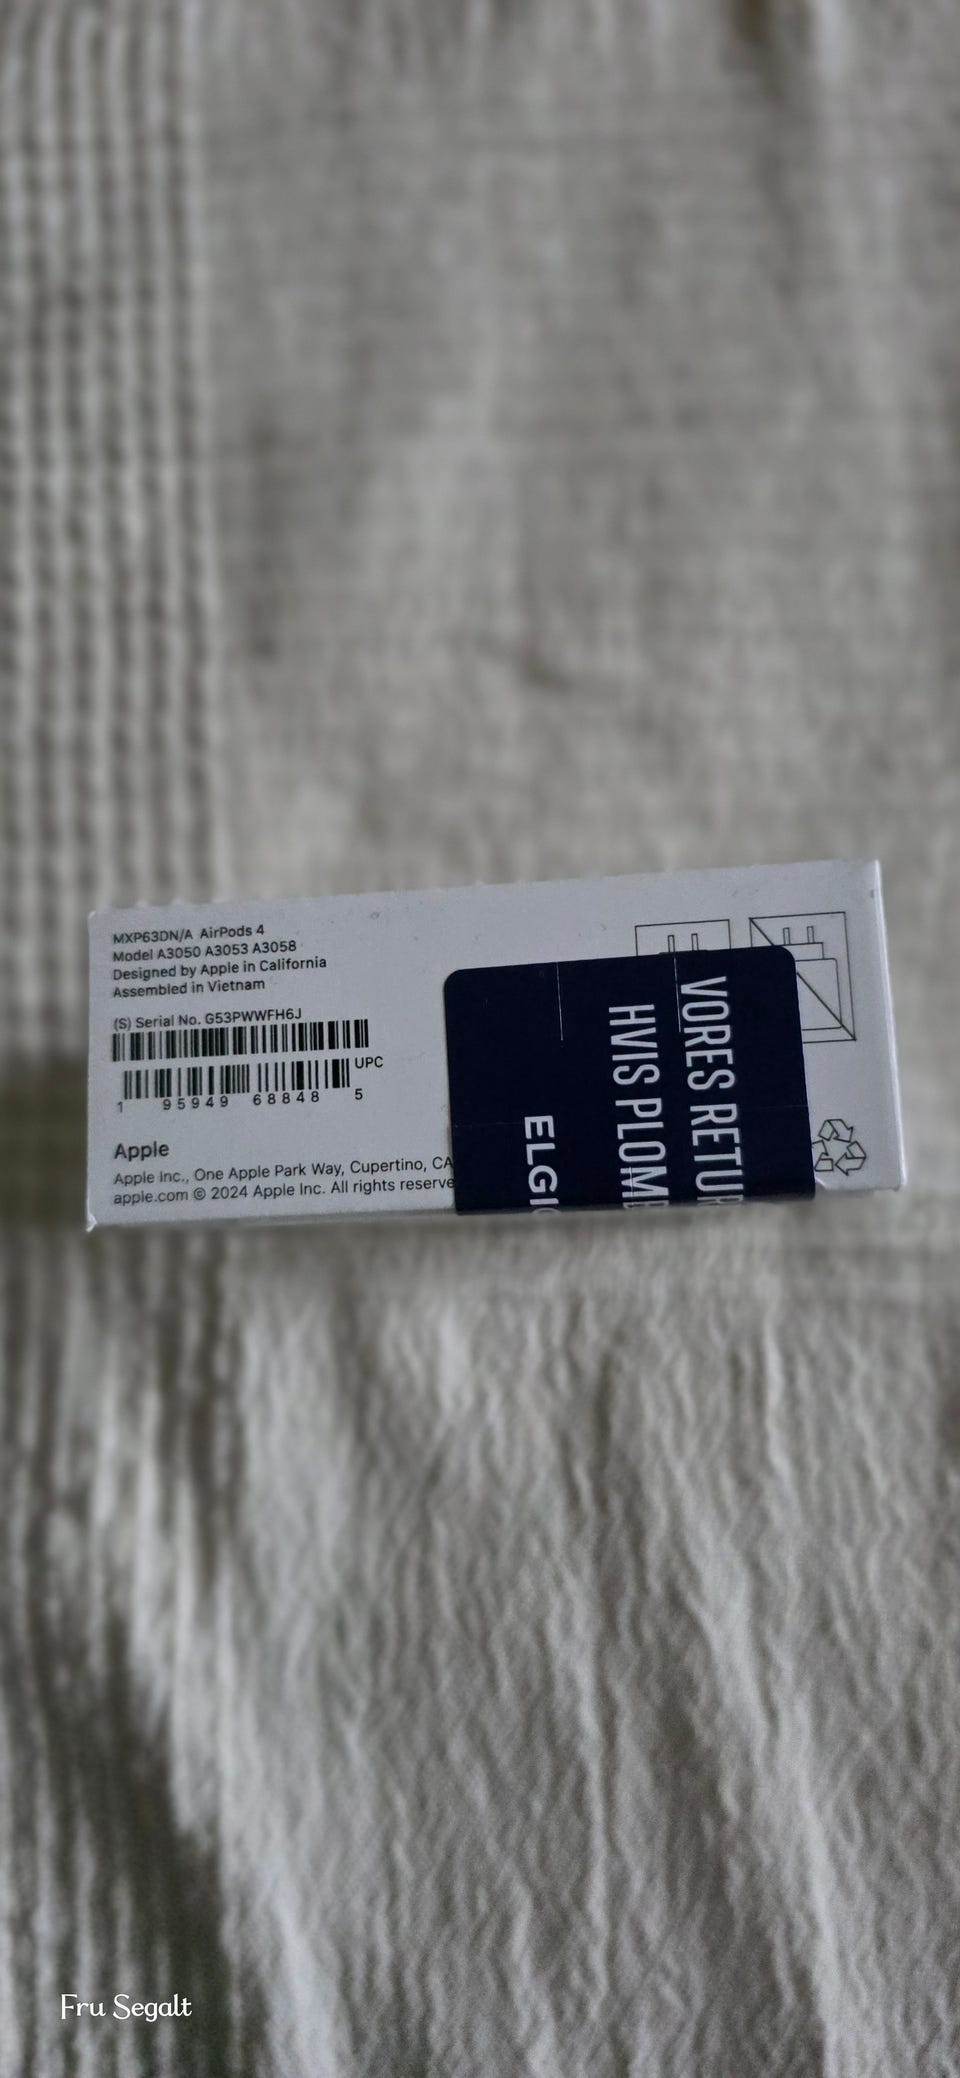 MXP63DN/A AirPods 4
Model A3050 A3053 A3058
Designed by Apple in California
Assembled in Vietnam
(S) Serial No. G53PWWFH6J
UPC
1 95949 68848 5
Apple
Apple Inc., One Apple Park Way, Cupertino, CA
apple.com © 2024 Apple Inc. All rights reserve
VORES RETUR
HVIS PLOMB
ELGI
Fru Segalt